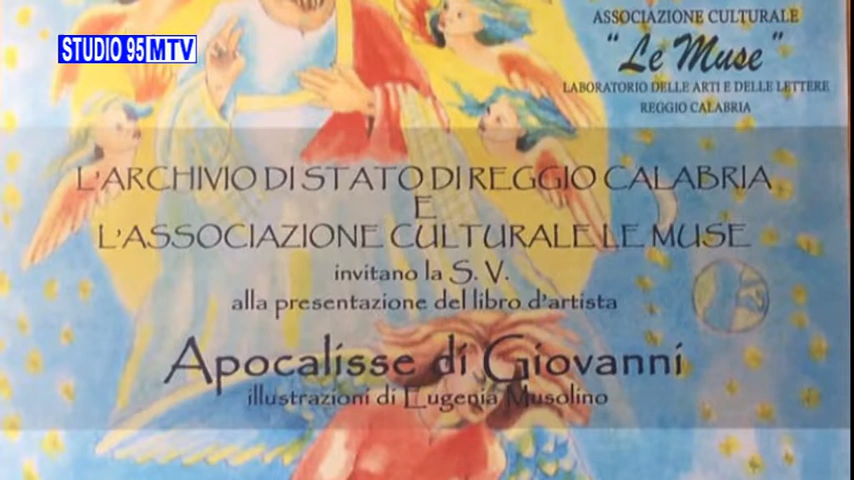 STUDIO 95 MTV
ASSOCIAZIONE CULTURALE
"Le Muse"
LABORATORIO DELLE ARTI E DELLE LETTERE
REGGIO CALABRIA
L'ARCHIVIO DI STATO DI REGGIO CALABRIA
E
L'ASSOCIAZIONE CULTURALE LE MUSE
invitano la S. V.
alla presentazione del libro d'artista
Apocalisse di Giovanni
illustrazioni di Eugenia Musolino